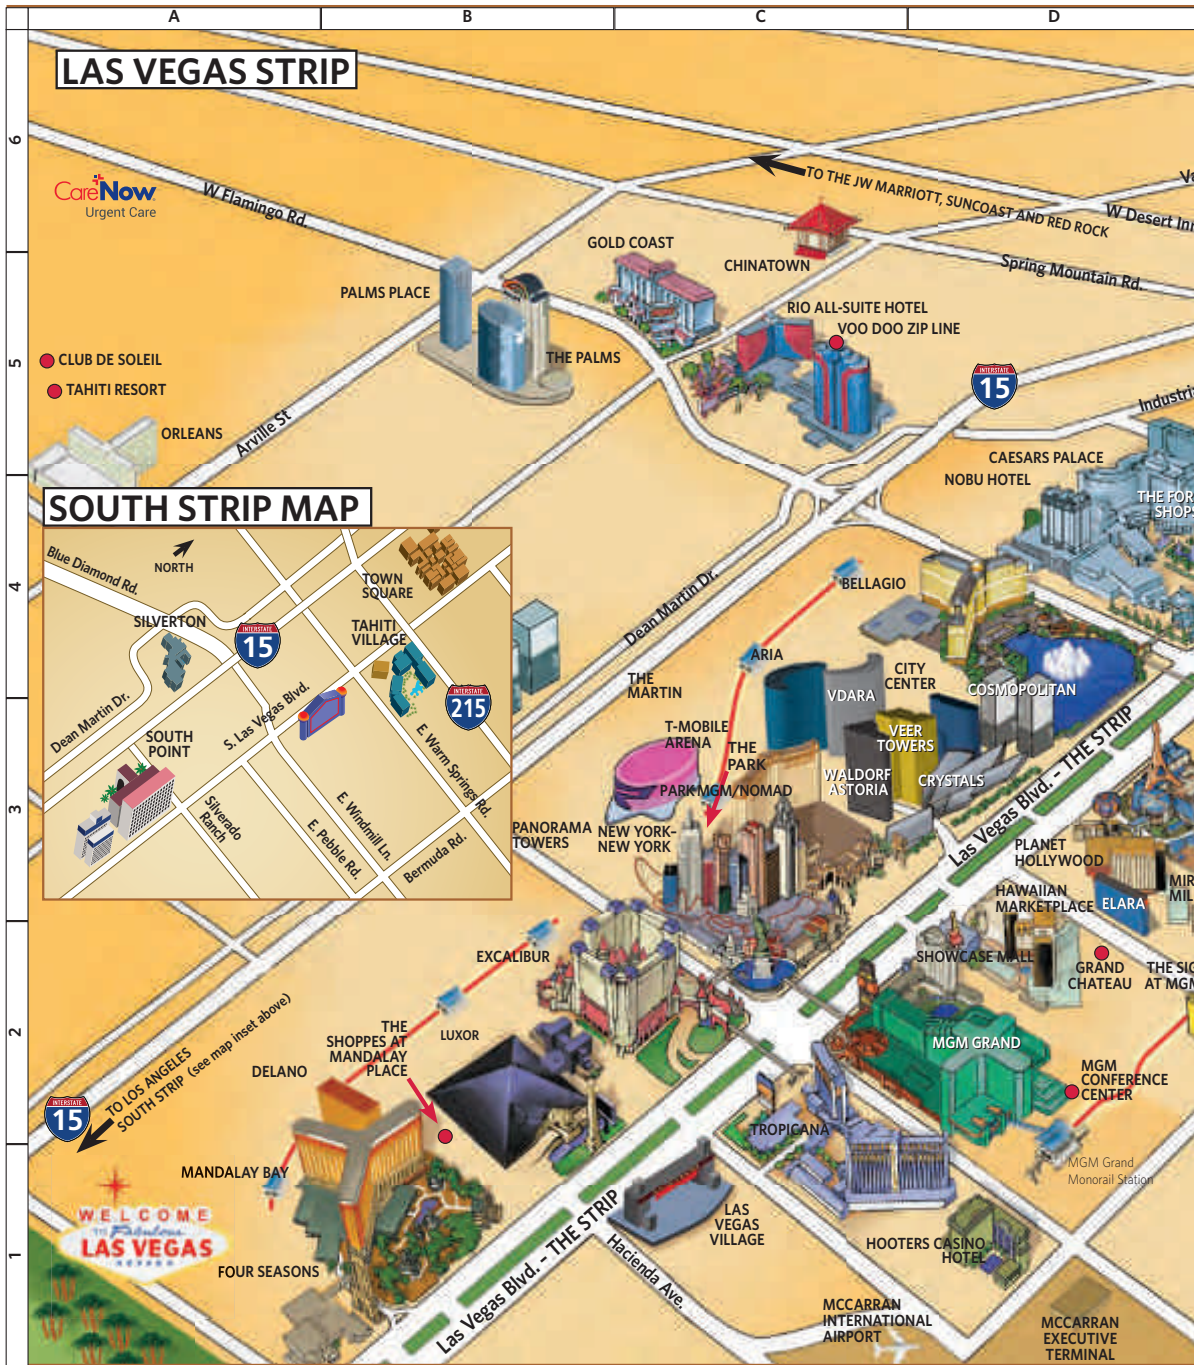 A
B
C
D
LAS VEGAS STRIP
6
CareNow
Urgent Care
W Flamingo Rd.
TO THE JW MARRIOTT, SUNCOAST AND RED ROCK
W Desert Inn
Spring Mountain Rd.
GOLD COAST
CHINATOWN
PALMS PLACE
RIO ALL-SUITE HOTEL
VOO DOO ZIP LINE
THE PALMS
5
CLUB DE SOLEIL
TAHITI RESORT
INTERSTATE
15
ORLEANS
Arville St
CAESARS PALACE
NOBU HOTEL
SOUTH STRIP MAP
NORTH
Blue Diamond Rd.
TOWN
SQUARE
SILVERTON
TAHITI
VILLAGE
INTERSTATE
15
INTERSTATE
215
Dean Martin Dr.
S. Las Vegas Blvd.
SOUTH
POINT
E. Warm Springs Rd.
Silverado
Ranch
E. Windmill Ln.
E. Pebble Rd.
Bermuda Rd.
4
Dean Martin Dr.
BELLAGIO
ARIA
THE
MARTIN
VDARA
CITY
CENTER
COSMOPOLITAN
T-MOBILE
ARENA
THE
PARK
VEER
TOWERS
PARK MGM/NOMAD
WALDORF
ASTORIA
CRYSTALS
Las Vegas Blvd. - THE STRIP
3
PANORAMA
TOWERS
NEW YORK-
NEW YORK
PLANET
HOLLYWOOD
HAWAIIAN
MARKETPLACE
ELARA
EXCALIBUR
SHOWCASE MALL
GRAND
CHATEAU
2
THE
SHOPPES AT
MANDALAY
PLACE
LUXOR
MGM GRAND
DELANO
MGM
CONFERENCE
CENTER
TO LOS ANGELES
SOUTH STRIP (see map inset above)
INTERSTATE
15
TROPICANA
MGM Grand
Monorail Station
MANDALAY BAY
WELCOME
TO Fabulous
LAS VEGAS
NEVADA
LAS
VEGAS
VILLAGE
HOOTERS CASINO
HOTEL
1
FOUR SEASONS
Las Vegas Blvd. - THE STRIP
Hacienda Ave.
MCCARRAN
INTERNATIONAL
AIRPORT
MCCARRAN
EXECUTIVE
TERMINAL